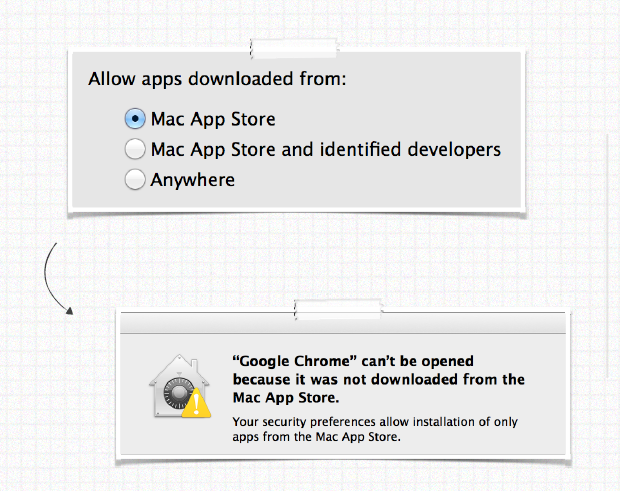 Allow apps downloaded from:
Mac App Store
Mac App Store and identified developers
Anywhere
“Google Chrome” can’t be opened
because it was not downloaded from the
Mac App Store.
Your security preferences allow installation of only
apps from the Mac App Store.